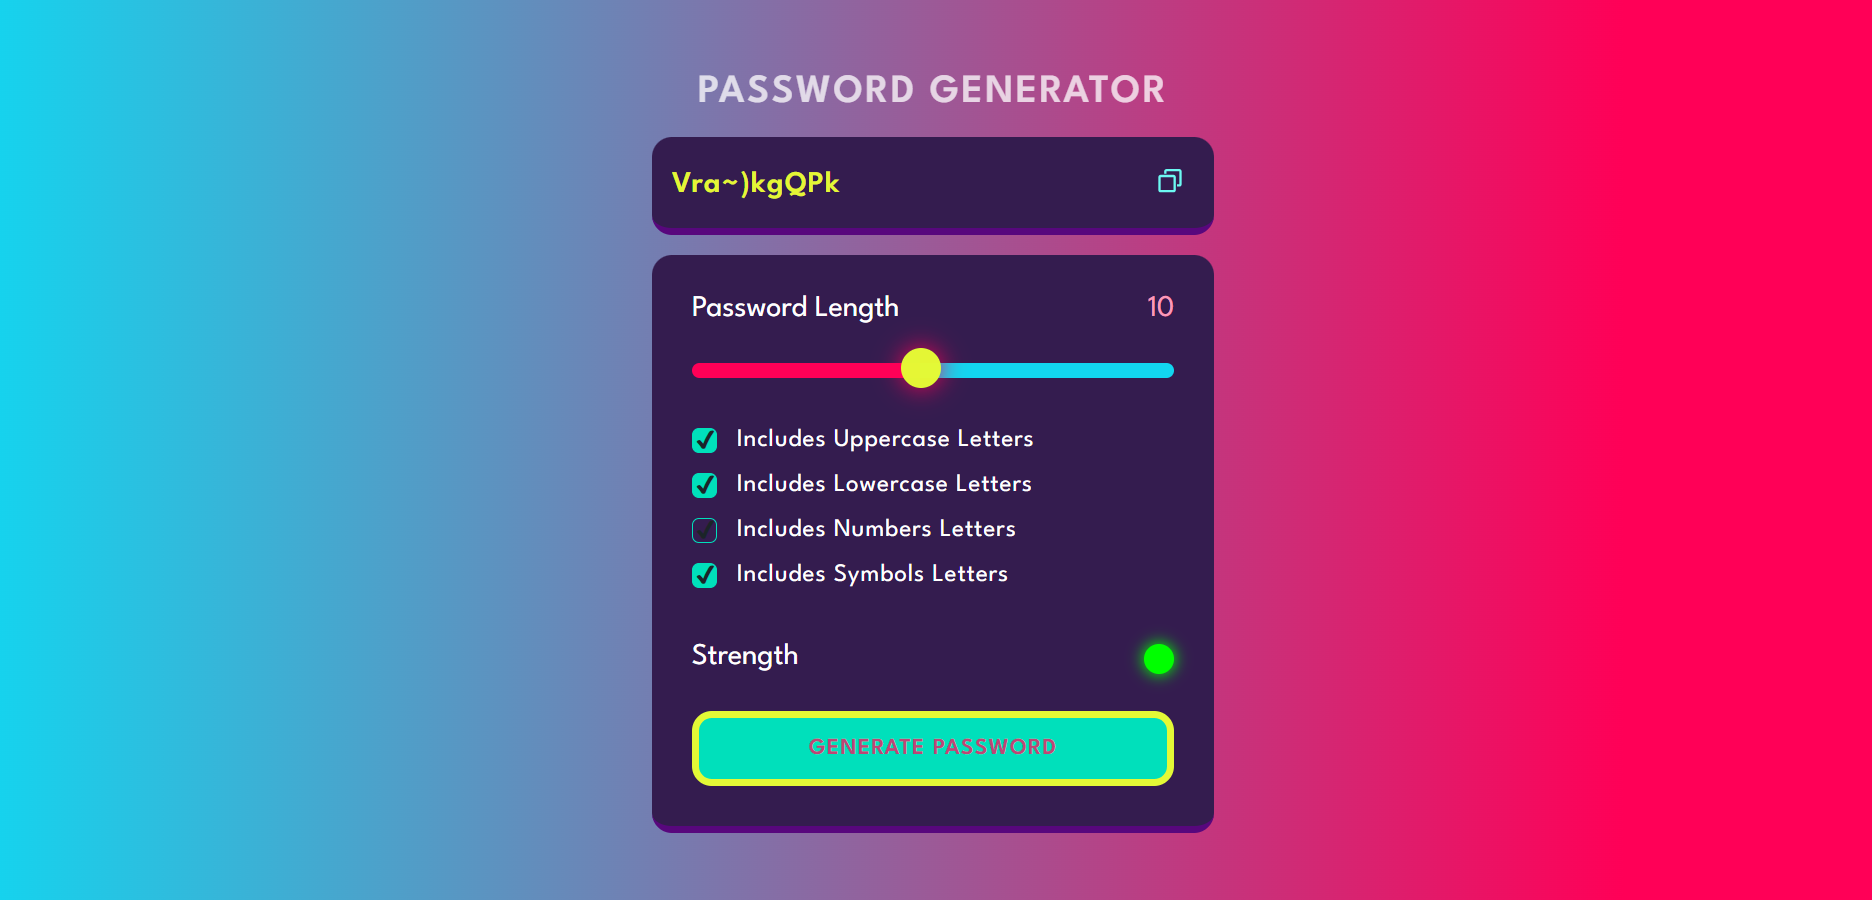 PASSWORD GENERATOR
Vra~)kgQPk
Password Length 10
Includes Uppercase Letters
Includes Lowercase Letters
Includes Numbers Letters
Includes Symbols Letters
Strength
GENERATE PASSWORD